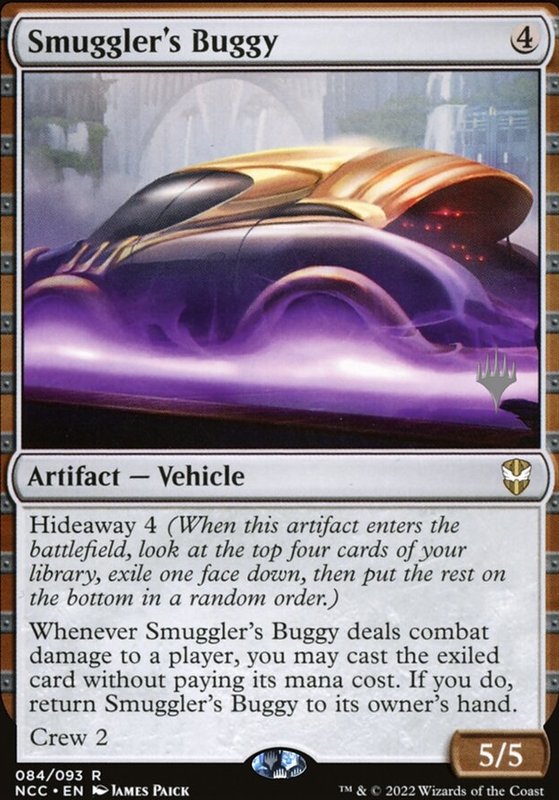 Smuggler's Buggy 4
Artifact — Vehicle
Hideaway 4 (When this artifact enters the
battlefield, look at the top four cards of your
library, exile one face down, then put the rest on
the bottom in a random order.)
Whenever Smuggler's Buggy deals combat
damage to a player, you may cast the exiled
card without paying its mana cost. If you do,
return Smuggler's Buggy to its owner's hand.
Crew 2
5/5
084/093 R
NCC • EN James Paick ™ & © 2022 Wizards of the Coast